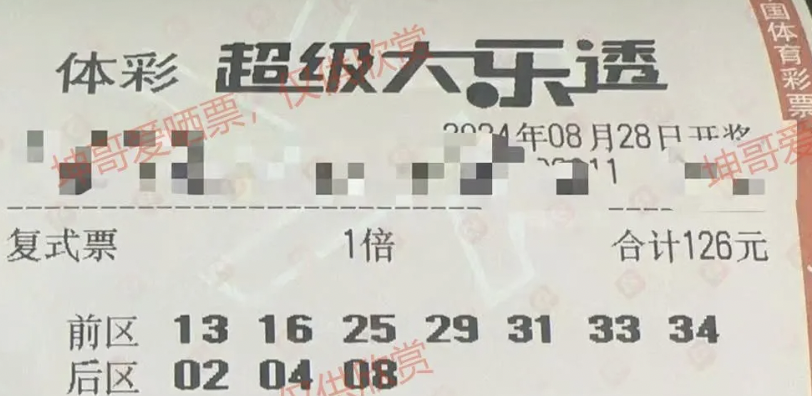 体彩 超级大乐透
2024年08月28日开奖
复式票 1倍 合计126元
前区 13 16 25 29 31 33 34
后区 02 04 08
国体育彩票
坤哥爱晒票，仅供欣赏
坤哥爱
仅供欣赏